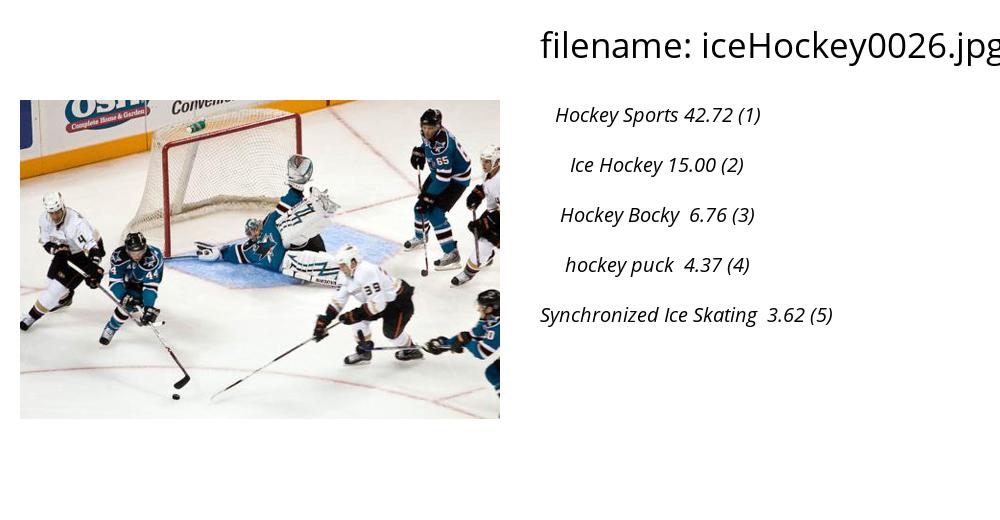 filename: iceHockey0026.jpg
OSH
Complete Home & Garden
Hockey Sports 42.72 (1)
Ice Hockey 15.00 (2)
Hockey Bocky 6.76 (3)
hockey puck 4.37 (4)
Synchronized Ice Skating 3.62 (5)
65
4
44
39